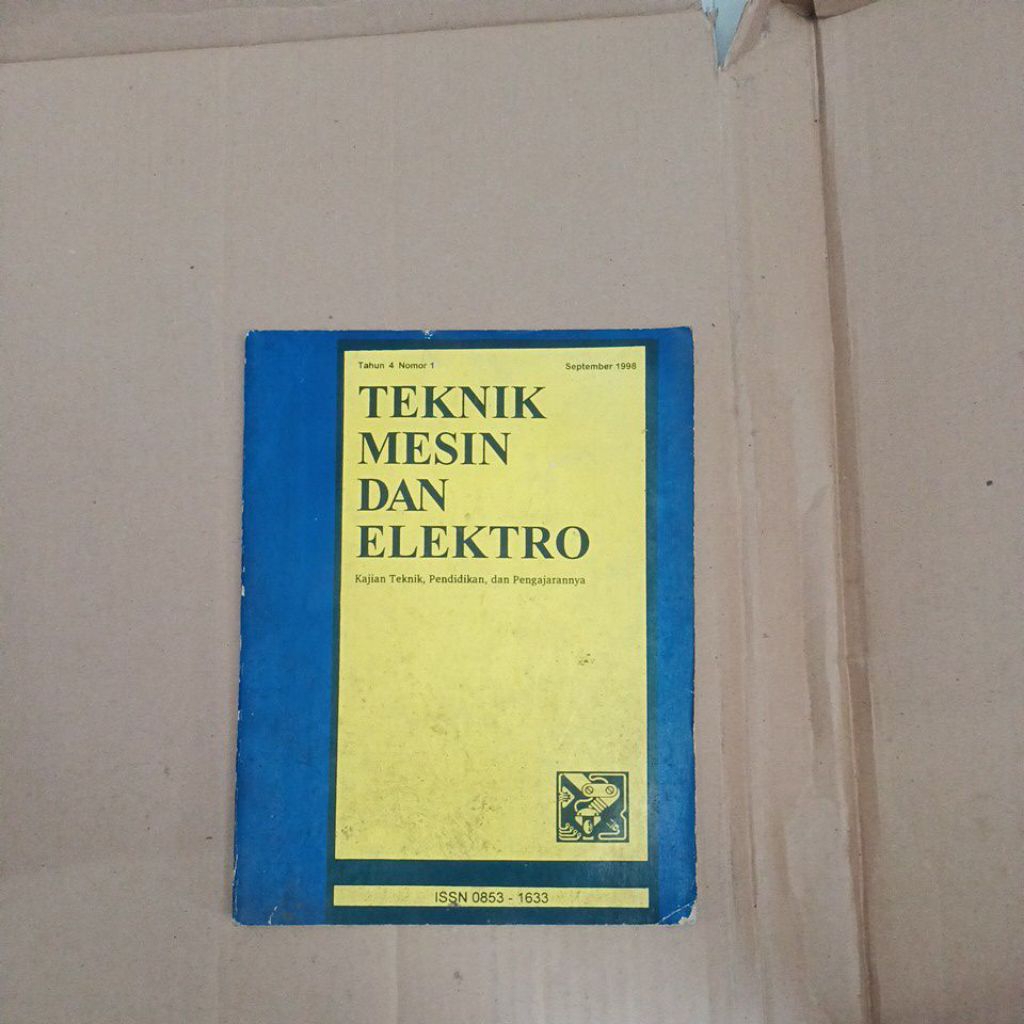 Tahun 4 Nomor 1 September 1998
TEKNIK
MESIN
DAN
ELEKTRO
Kajian Teknik, Pendidikan, dan Pengajarannya
ISSN 0853 - 1633